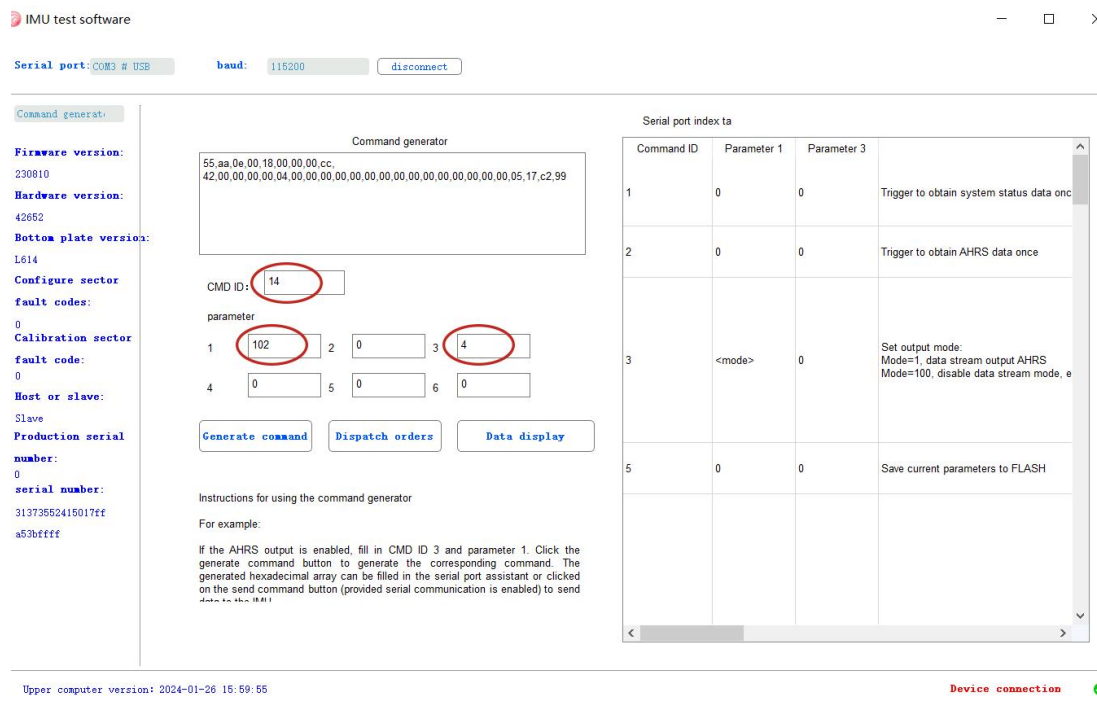 IMU test software
Serial port: COM3 # USB baud: 115200 disconnect
Command generat
Firmware version:
230810
Hardware version:
42652
Bottom plate version:
L614
Configure sector
fault codes:
0
Calibration sector
fault code:
0
Host or slave:
Slave
Production serial
number:
0
serial number:
31373552415017ff
a53bffff
Command generator
55,aa,0e,00,18,00,00,00,cc,
42,00,00,00,00,04,00,00,00,00,00,00,00,00,00,00,00,00,00,00,00,05,17,c2,99
CMD ID: 14
parameter
1 102 2 0 3 4
4 0 5 0 6 0
Generate command Dispatch orders Data display
Instructions for using the command generator
For example:
If the AHRS output is enabled, fill in CMD ID 3 and parameter 1. Click the
generate command button to generate the corresponding command. The
generated hexadecimal array can be filled in the serial port assistant or clicked
on the send command button (provided serial communication is enabled) to send
data to the IMU
Serial port index ta
Command ID Parameter 1 Parameter 3
1 0 0 Trigger to obtain system status data onc
2 0 0 Trigger to obtain AHRS data once
3 <mode> 0 Set output mode:
Mode=1, data stream output AHRS
Mode=100, disable data stream mode, e
5 0 0 Save current parameters to FLASH
Upper computer version: 2024-01-26 15:59:55
Device connection